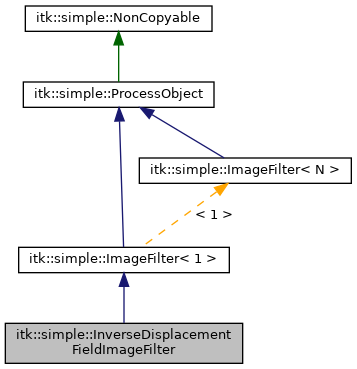 itk::simple::NonCopyable
itk::simple::ProcessObject
itk::simple::ImageFilter< N >
< 1 >
itk::simple::ImageFilter< 1 >
itk::simple::InverseDisplacement
FieldImageFilter